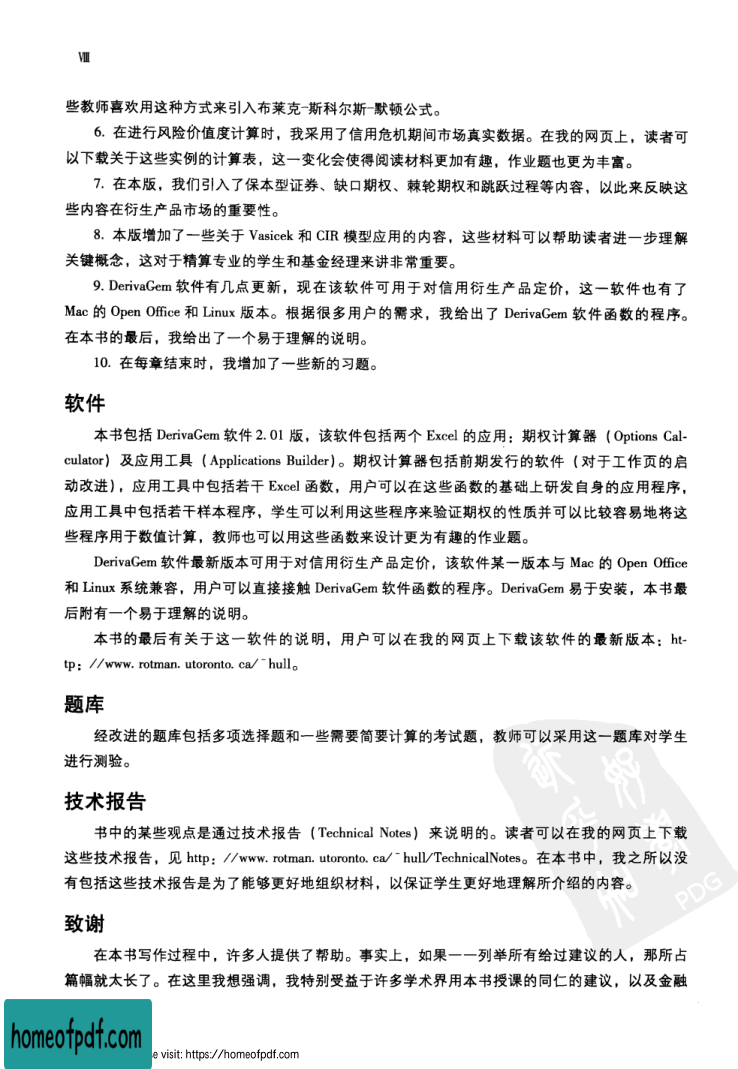 Ⅷ
些教师喜欢用这种方式来引入布莱克-斯科尔斯-默顿公式。
6. 在进行风险价值度计算时，我采用了信用危机期间市场真实数据。在我的网页上，读者可
以下载关于这些实例的计算表，这一变化会使得阅读材料更加有趣，作业题也更为丰富。
7. 在本版，我们引入了保本型证券、缺口期权、棘轮期权和跳跃过程等内容，以此来反映这
些内容在衍生产品市场的重要性。
8. 本版增加了一些关于 Vasicek 和 CIR 模型应用的内容，这些材料可以帮助读者进一步理解
关键概念，这对于精算专业的学生和基金经理来讲非常重要。
9. DerivaGem 软件有几点更新，现在该软件可用于对信用衍生产品定价，这一软件也有了
Mac 的 Open Office 和 Linux 版本。根据很多用户的需求，我给出了 DerivaGem 软件函数的程序。
在本书的最后，我给出了一个易于理解的说明。
10. 在每章结束时，我增加了一些新的习题。
软件
本书包括 DerivaGem 软件 2. 01 版，该软件包括两个 Excel 的应用：期权计算器（Options Cal-
culator）及应用工具（Applications Builder）。期权计算器包括前期发行的软件（对于工作页的启
动改进），应用工具中包括若干 Excel 函数，用户可以在这些函数的基础上研发自身的应用程序，
应用工具中包括若干样本程序，学生可以利用这些程序来验证期权的性质并可以比较容易地将这
些程序用于数值计算，教师也可以用这些函数来设计更为有趣的作业题。
DerivaGem 软件最新版本可用于对信用衍生产品定价，该软件某一版本与 Mac 的 Open Office
和 Linux 系统兼容，用户可以直接接触 DerivaGem 软件函数的程序。DerivaGem 易于安装，本书最
后附有一个易于理解的说明。
本书的最后有关于这一软件的说明，用户可以在我的网页上下载该软件的最新版本：ht-
tp：//www. rotman. utoronto. ca/~hull。
题库
经改进的题库包括多项选择题和一些需要简要计算的考试题，教师可以采用这一题库对学生
进行测验。
技术报告
书中的某些观点是通过技术报告（Technical Notes）来说明的。读者可以在我的网页上下载
这些技术报告，见 http：//www. rotman. utoronto. ca/~hull/TechnicalNotes。在本书中，我之所以没
有包括这些技术报告是为了能够更好地组织材料，以保证学生更好地理解所介绍的内容。
PDG
致谢
在本书写作过程中，许多人提供了帮助。事实上，如果一一列举所有给过建议的人，那所占
篇幅就太长了。在这里我想强调，我特别受益于许多学术界用本书授课的同仁的建议，以及金融
homeofpdf.com
e visit: https://homeofpdf.com